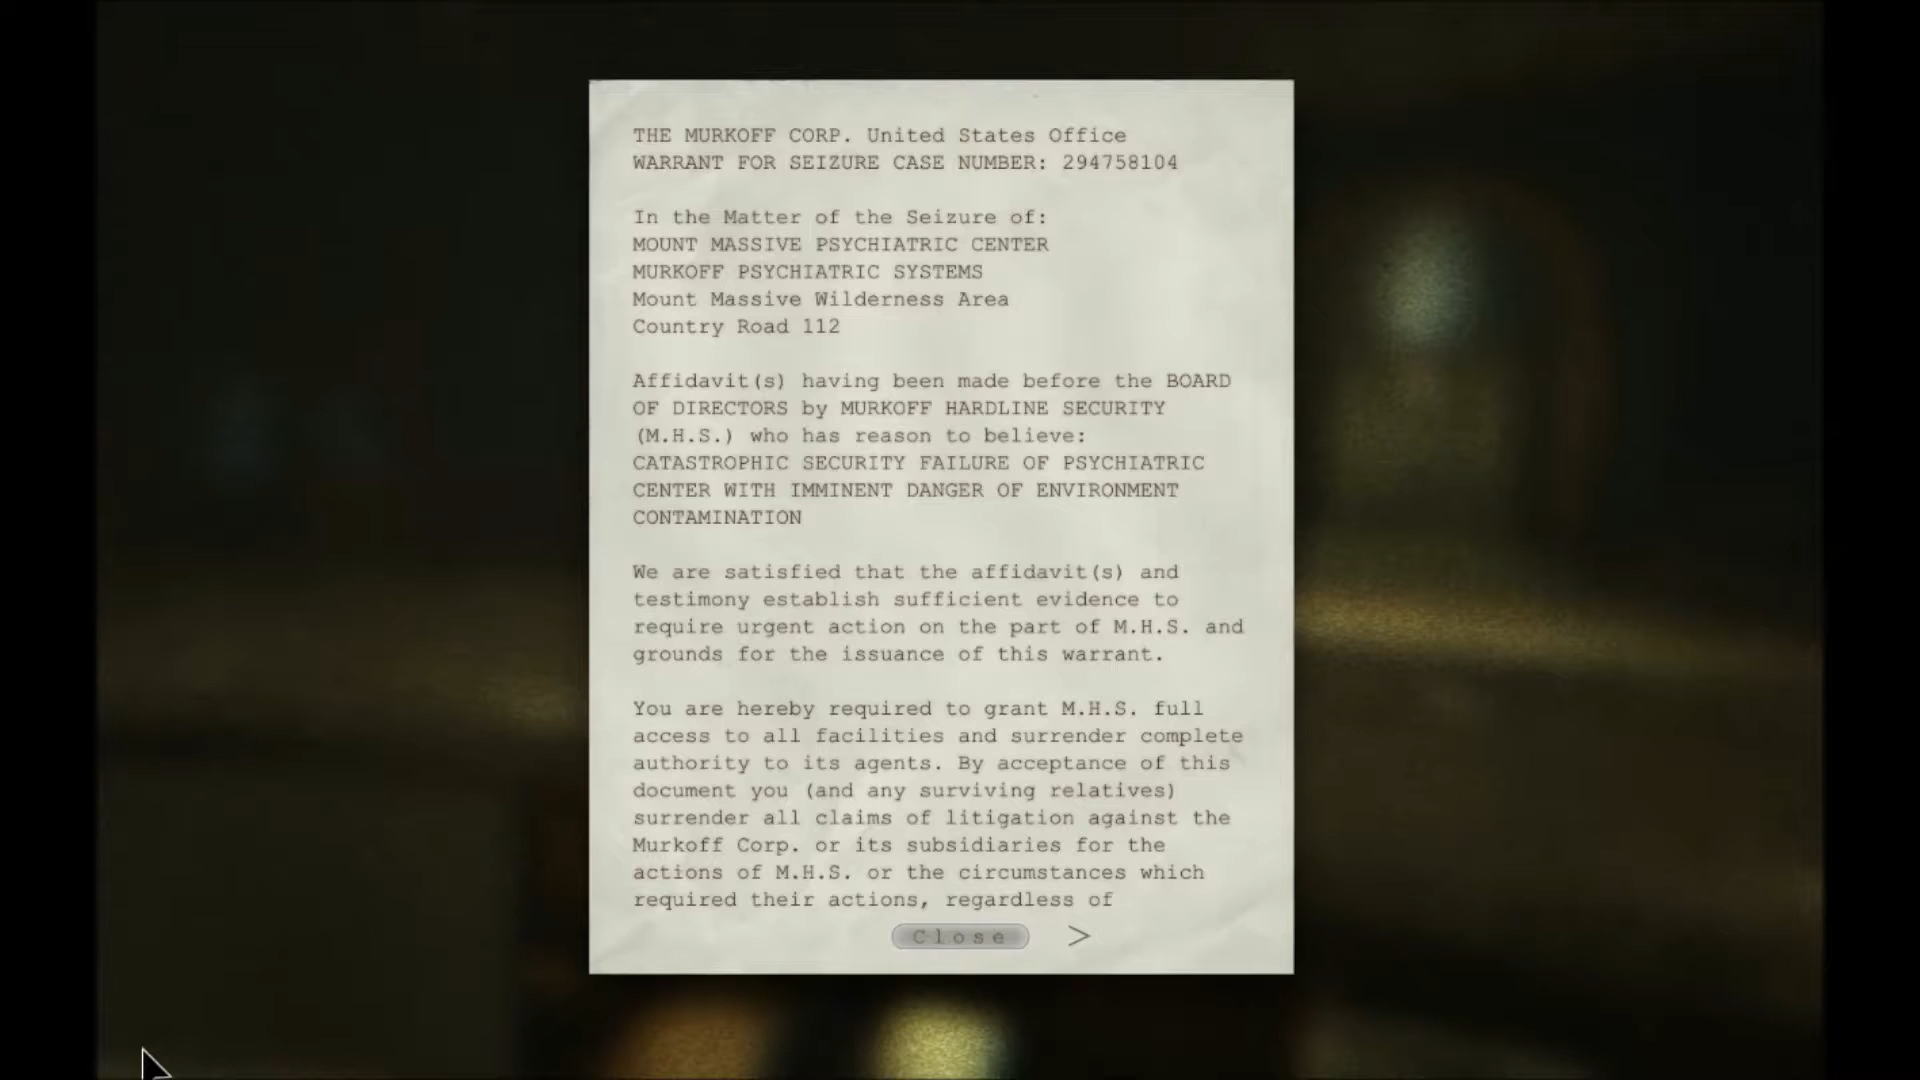 THE MURKOFF CORP. United States Office
WARRANT FOR SEIZURE CASE NUMBER: 294758104
In the Matter of the Seizure of:
MOUNT MASSIVE PSYCHIATRIC CENTER
MURKOFF PSYCHIATRIC SYSTEMS
Mount Massive Wilderness Area
Country Road 112
Affidavit(s) having been made before the BOARD
OF DIRECTORS by MURKOFF HARDLINE SECURITY
(M.H.S.) who has reason to believe:
CATASTROPHIC SECURITY FAILURE OF PSYCHIATRIC
CENTER WITH IMMINENT DANGER OF ENVIRONMENT
CONTAMINATION
We are satisfied that the affidavit(s) and
testimony establish sufficient evidence to
require urgent action on the part of M.H.S. and
grounds for the issuance of this warrant.
You are hereby required to grant M.H.S. full
access to all facilities and surrender complete
authority to its agents. By acceptance of this
document you (and any surviving relatives)
surrender all claims of litigation against the
Murkoff Corp. or its subsidiaries for the
actions of M.H.S. or the circumstances which
required their actions, regardless of
Close >